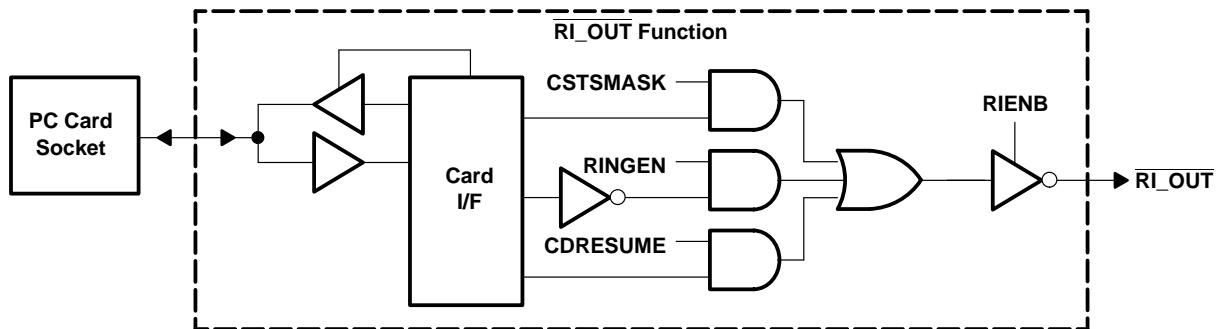 RI_OUT Function
PC Card
Socket
CSTSMASK
RINGEN
CDRESUME
Card
I/F
RIENB
RI_OUT